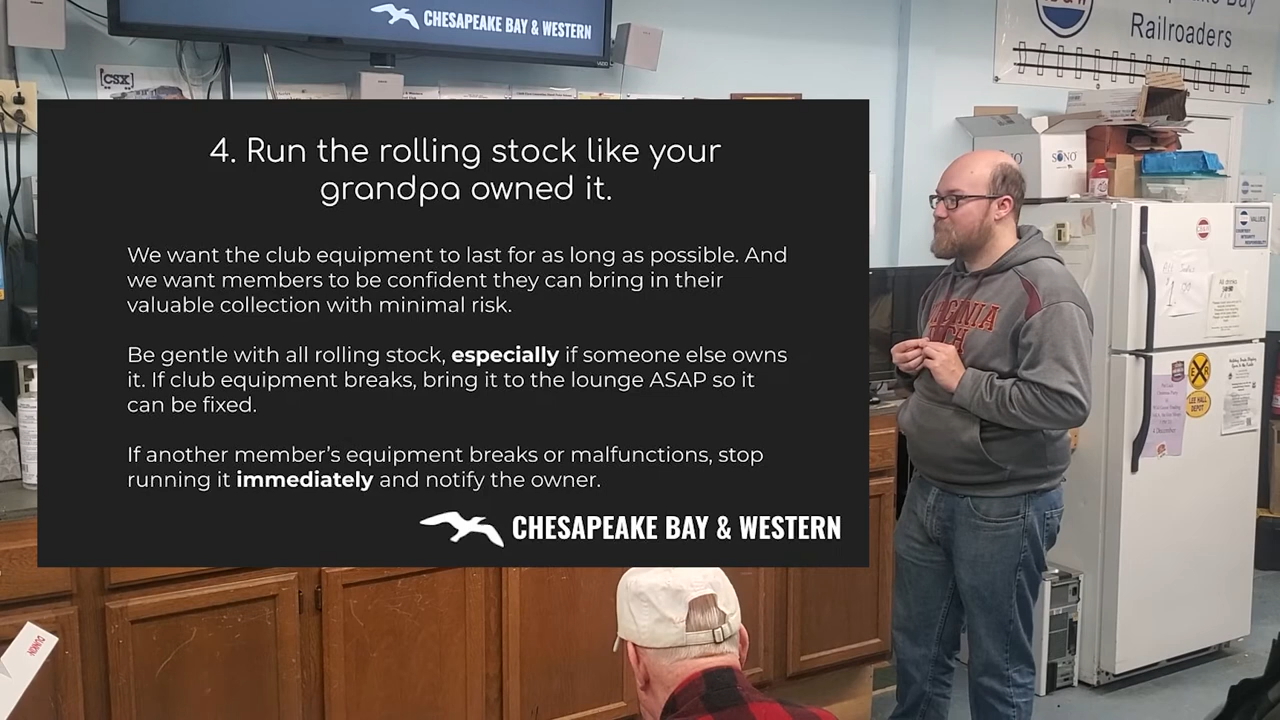 CHESAPEAKE BAY & WESTERN
Bay
Railroaders
CSX
4. Run the rolling stock like your
grandpa owned it.
We want the club equipment to last for as long as possible. And
we want members to be confident they can bring in their
valuable collection with minimal risk.
Be gentle with all rolling stock, especially if someone else owns
it. If club equipment breaks, bring it to the lounge ASAP so it
can be fixed.
If another member's equipment breaks or malfunctions, stop
running it immediately and notify the owner.
CHESAPEAKE BAY & WESTERN
SONO
VALUES
E R
LEE HALL
DEPOT